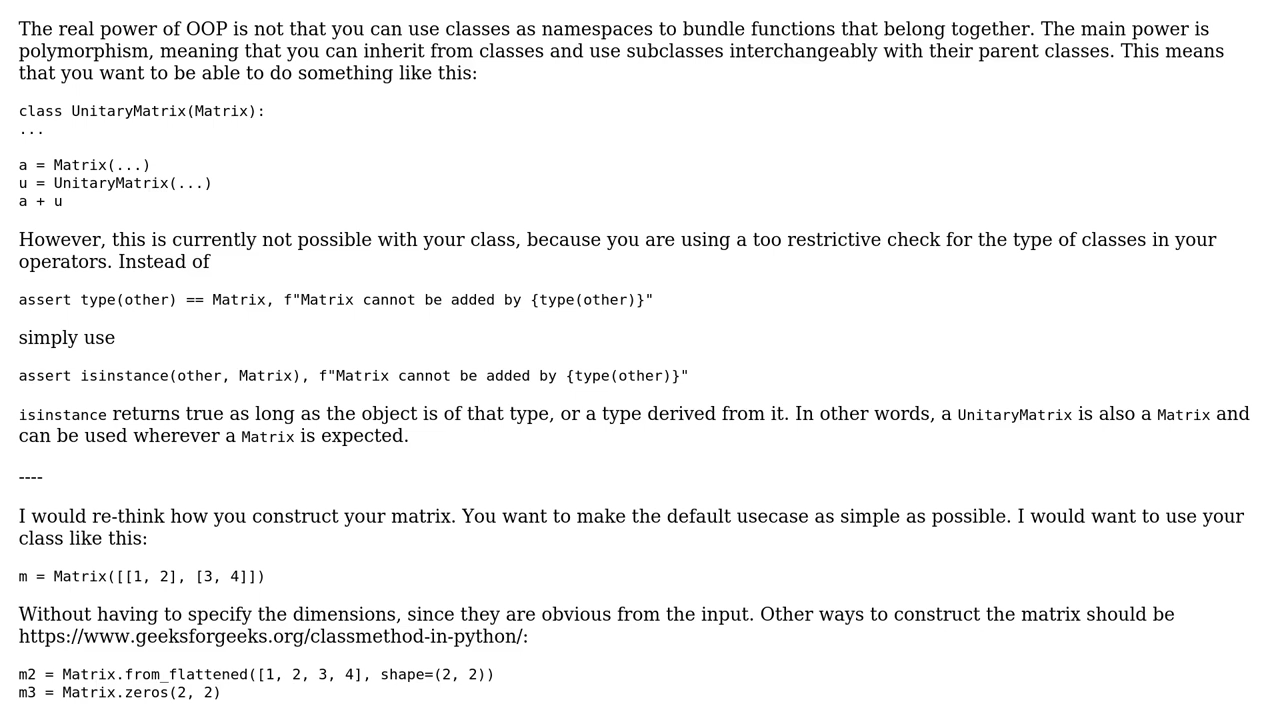 The real power of OOP is not that you can use classes as namespaces to bundle functions that belong together. The main power is
polymorphism, meaning that you can inherit from classes and use subclasses interchangeably with their parent classes. This means
that you want to be able to do something like this:
class UnitaryMatrix(Matrix):
...
a = Matrix(...)
u = UnitaryMatrix(...)
a + u
However, this is currently not possible with your class, because you are using a too restrictive check for the type of classes in your
operators. Instead of
assert type(other) == Matrix, f"Matrix cannot be added by {type(other)}"
simply use
assert isinstance(other, Matrix), f"Matrix cannot be added by {type(other)}"
isinstance returns true as long as the object is of that type, or a type derived from it. In other words, a UnitaryMatrix is also a Matrix and
can be used wherever a Matrix is expected.
----
I would re-think how you construct your matrix. You want to make the default usecase as simple as possible. I would want to use your
class like this:
m = Matrix([[1, 2], [3, 4]])
Without having to specify the dimensions, since they are obvious from the input. Other ways to construct the matrix should be
https://www.geeksforgeeks.org/classmethod-in-python/:
m2 = Matrix.from_flattened([1, 2, 3, 4], shape=(2, 2))
m3 = Matrix.zeros(2, 2)